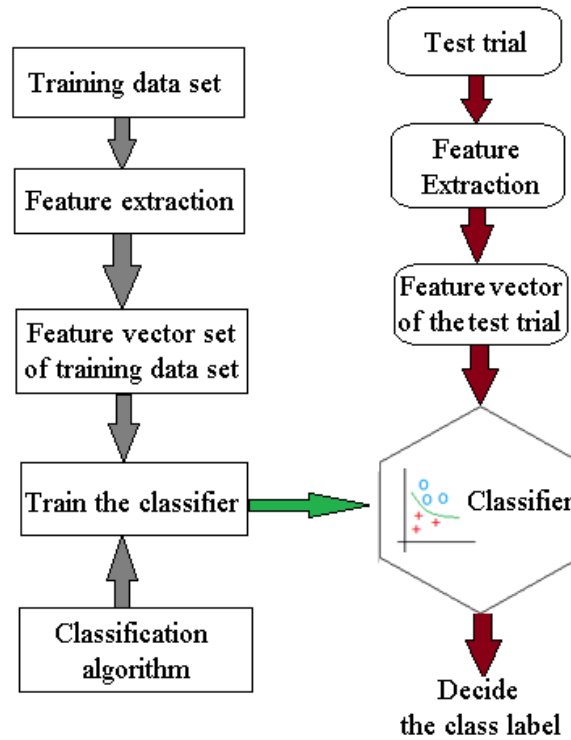 Training data set
Feature extraction
Feature vector set
of training data set
Train the classifier
Classification
algorithm
Test trial
Feature
Extraction
Feature vector
of the test trial
Classifier
Decide
the class label